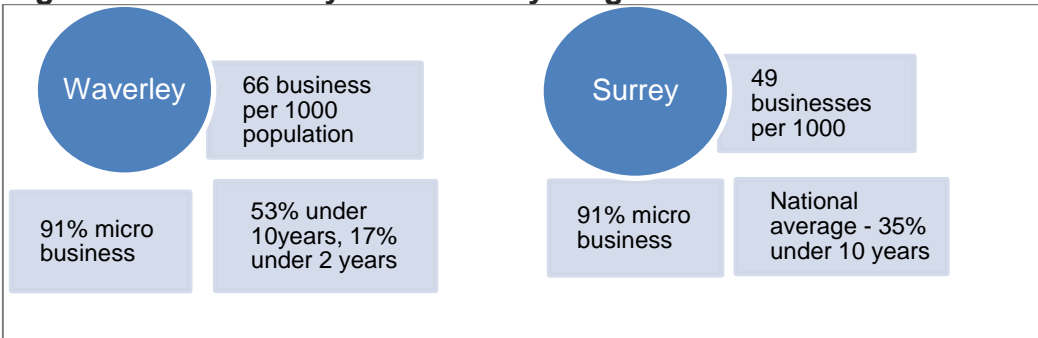 Waverley
66 business
per 1000
population
91% micro
business
53% under
10years, 17%
under 2 years
Surrey
49
businesses
per 1000
91% micro
business
National
average - 35%
under 10 years